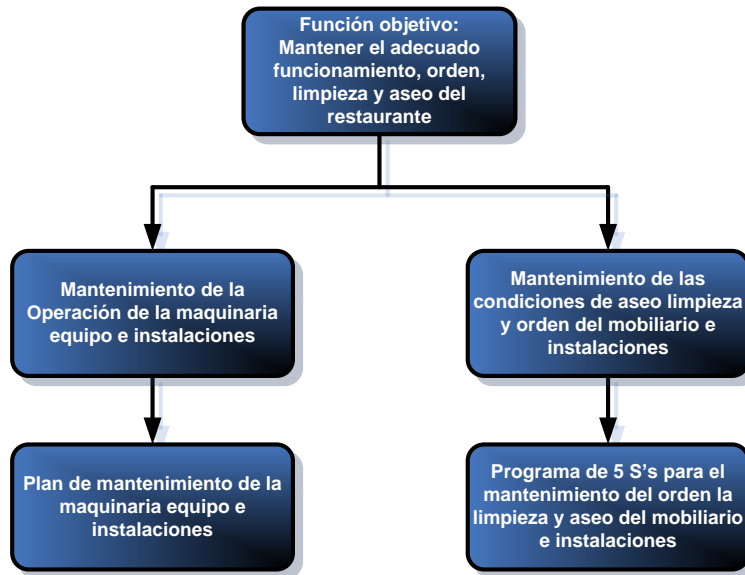 Función objetivo:
Mantener el adecuado
funcionamiento, orden,
limpieza y aseo del
restaurante
Mantenimiento de la
Operación de la maquinaria
equipo e instalaciones
Mantenimiento de las
condiciones de aseo limpieza
y orden del mobiliario e
instalaciones
Plan de mantenimiento de la
maquinaria equipo e
instalaciones
Programa de 5 S's para el
mantenimiento del orden la
limpieza y aseo del mobiliario
e instalaciones